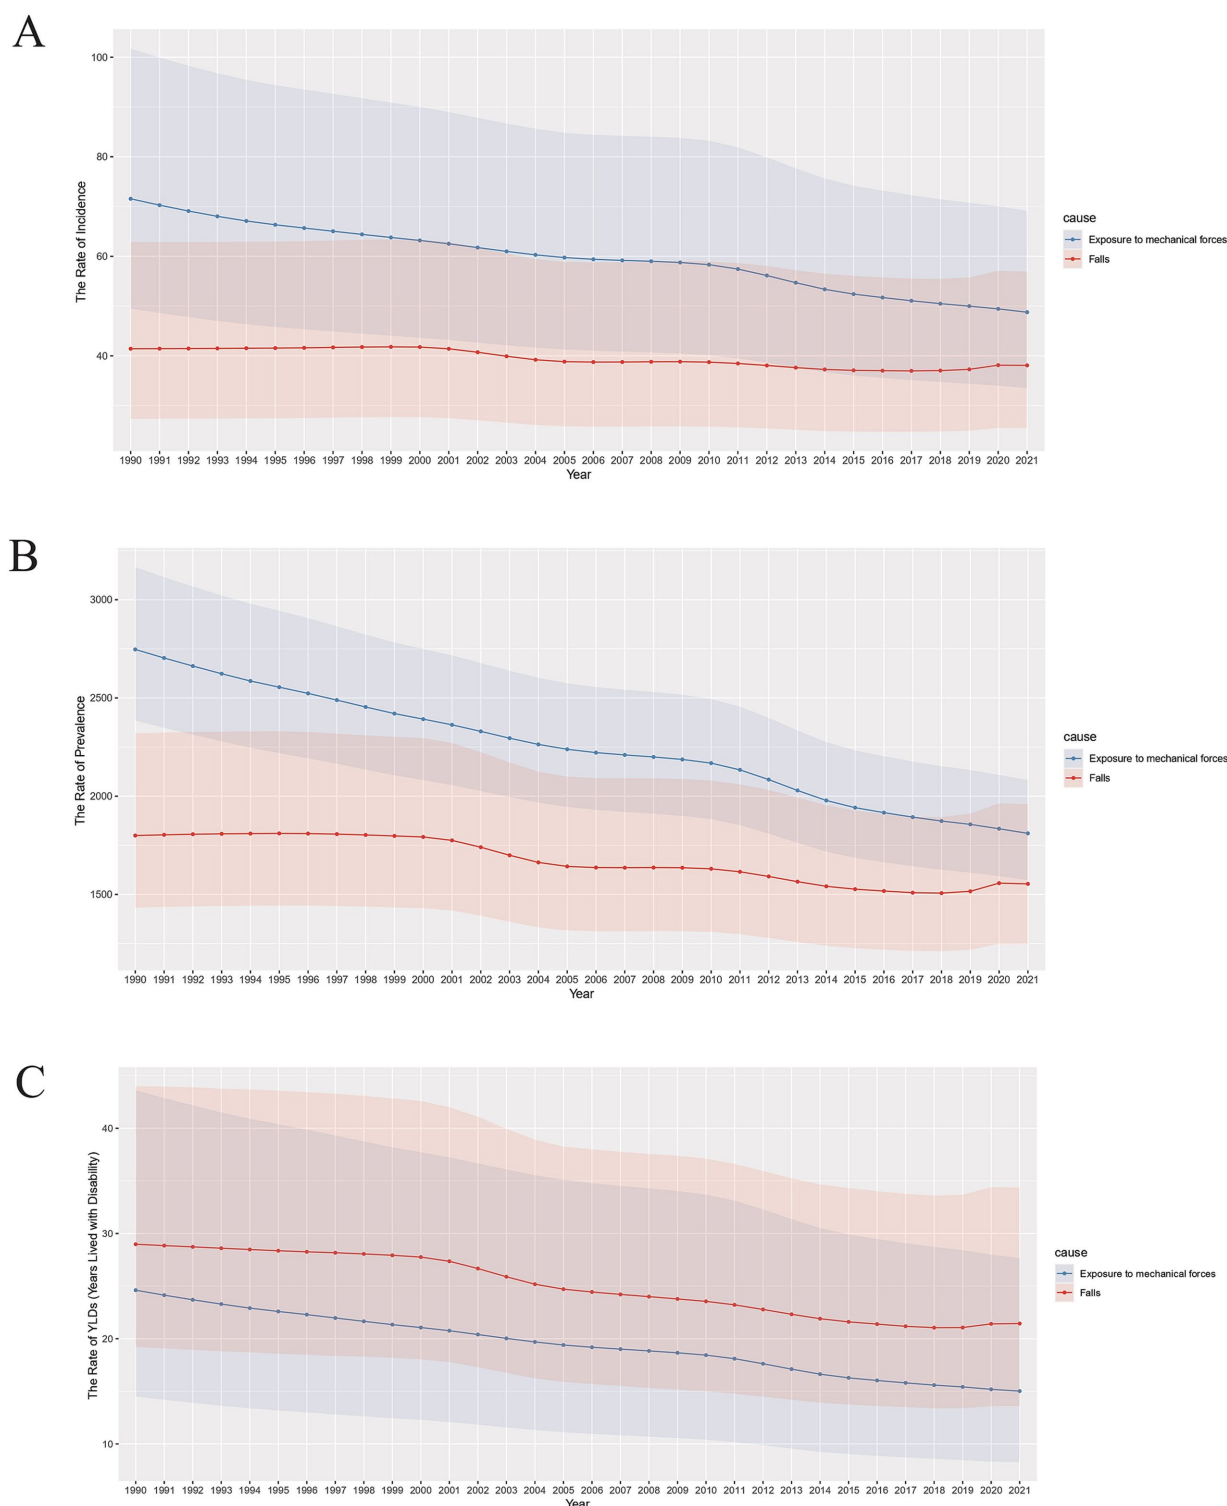 A
The Rate of Incidence
100
80
60
40
1990 1991 1992 1993 1994 1995 1996 1997 1998 1999 2000 2001 2002 2003 2004 2005 2006 2007 2008 2009 2010 2011 2012 2013 2014 2015 2016 2017 2018 2019 2020 2021
Year
cause
Exposure to mechanical forces
Falls
B
The Rate of Prevalence
3000
2500
2000
1500
1990 1991 1992 1993 1994 1995 1996 1997 1998 1999 2000 2001 2002 2003 2004 2005 2006 2007 2008 2009 2010 2011 2012 2013 2014 2015 2016 2017 2018 2019 2020 2021
Year
cause
Exposure to mechanical forces
Falls
C
The Rate of YLDs (Years Lived with Disability)
40
30
20
10
1990 1991 1992 1993 1994 1995 1996 1997 1998 1999 2000 2001 2002 2003 2004 2005 2006 2007 2008 2009 2010 2011 2012 2013 2014 2015 2016 2017 2018 2019 2020 2021
Year
cause
Exposure to mechanical forces
Falls